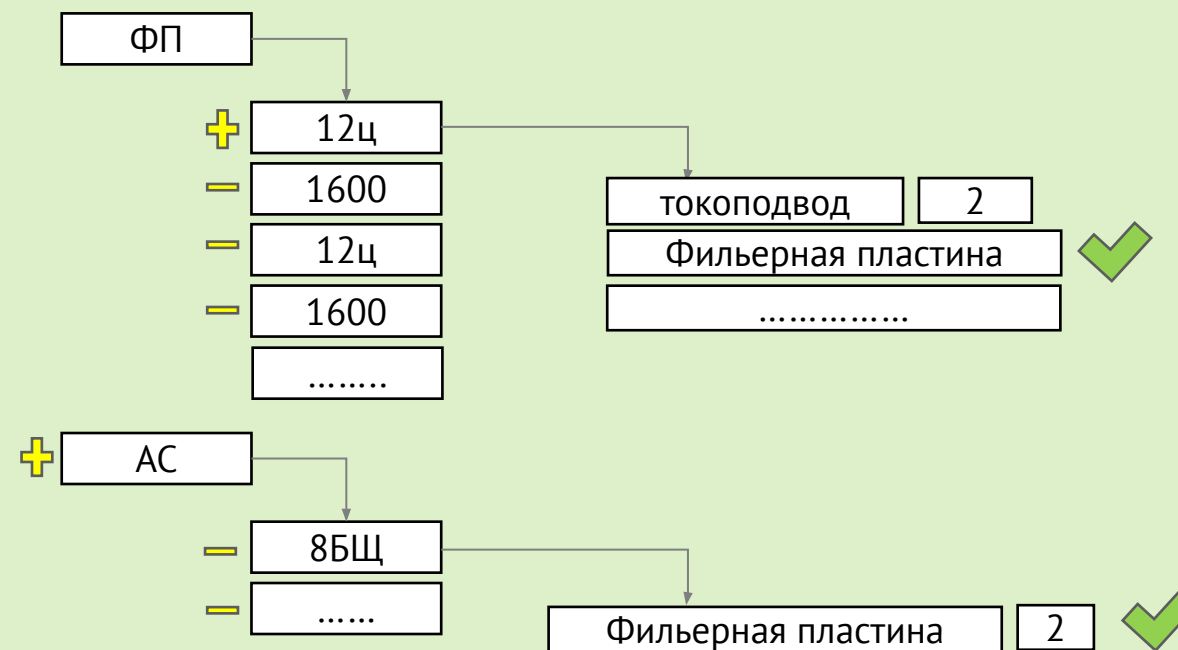 ФП
12ц
1600
токоподвод 2
12ц
Фильерная пластина
1600
……………
……..
АС
8БЩ
……
Фильерная пластина 2